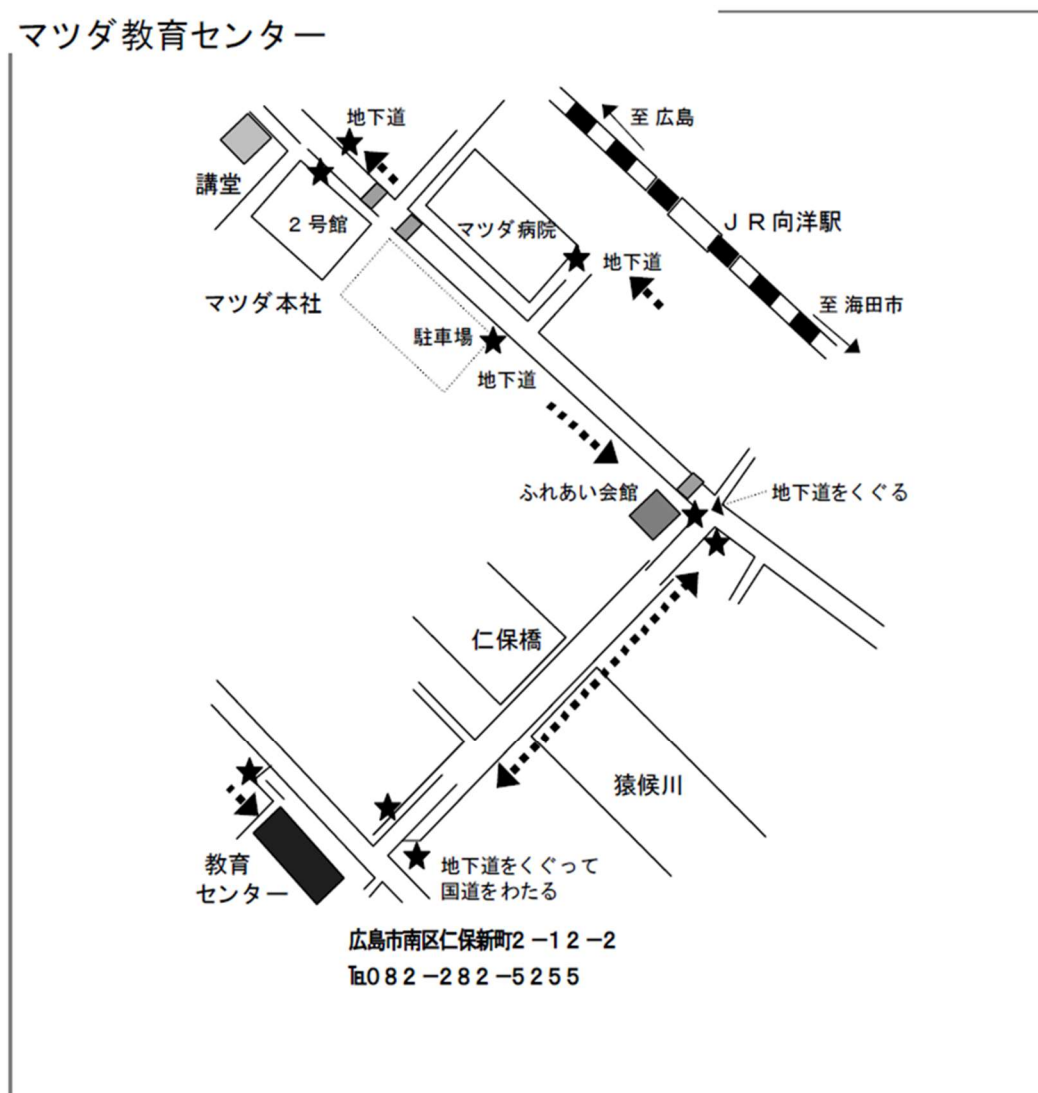 マツダ教育センター
地下道
至 広島
講堂
２号館
マツダ病院
ＪＲ向洋駅
地下道
マツダ本社
至 海田市
駐車場
地下道
ふれあい会館
地下道をくぐる
仁保橋
猿候川
教育
センター
地下道をくぐって
国道をわたる
広島市南区仁保新町２－１２－２
℡０８２－２８２－５２５５